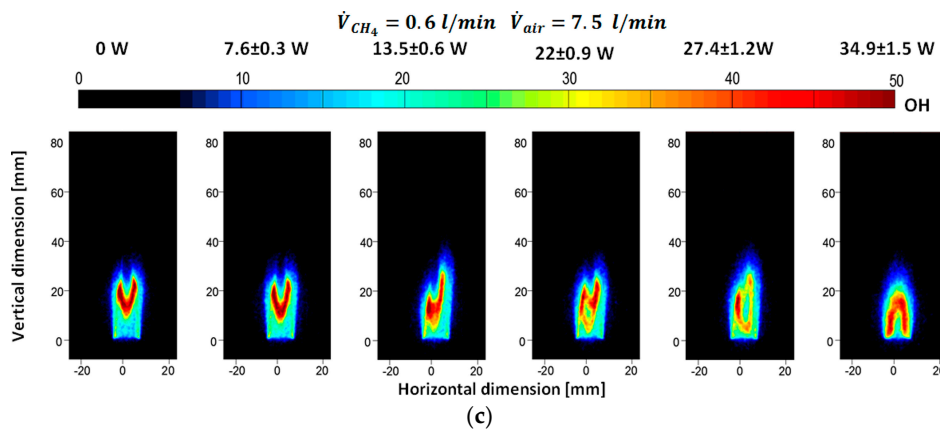 V̇CH₄ = 0.6 l/min V̇air = 7.5 l/min
0 W 7.6±0.3 W 13.5±0.6 W 22±0.9 W 27.4±1.2W 34.9±1.5 W
0 10 20 30 40 50
OH
Vertical dimension [mm]
80 80 80 80 80 80
60 60 60 60 60 60
40 40 40 40 40 40
20 20 20 20 20 20
0 0 0 0 0 0
-20 0 20 -20 0 20 -20 0 20 -20 0 20 -20 0 20 -20 0 20
Horizontal dimension [mm]
(c)